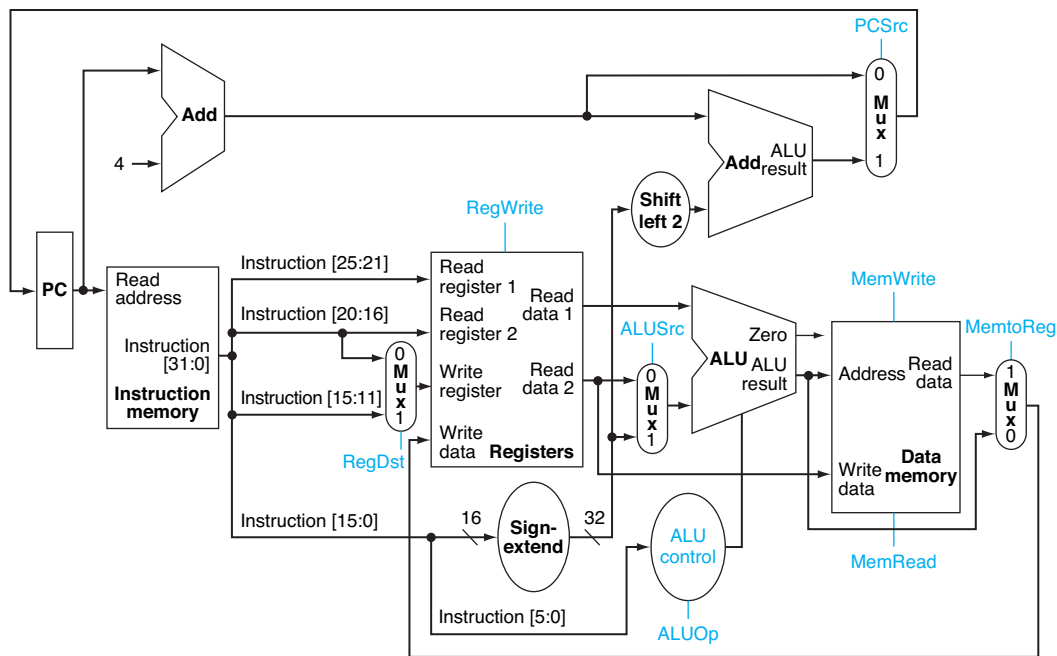 PCSrc
0
Mux
1
Add
4
Add
ALU
result
Shift
left 2
RegWrite
PC
Read
address
Instruction
[31:0]
Instruction
memory
Instruction [25:21]
Instruction [20:16]
Instruction [15:11]
0
Mux
1
RegDst
Read
register 1
Read
register 2
Write
register
Write
data
Read
data 1
Read
data 2
Registers
ALUSrc
0
Mux
1
Zero
ALU
ALU
result
MemWrite
Address
Read
data
Write
data
Data
memory
MemRead
MemtoReg
1
Mux
0
Instruction [15:0]
16
Sign-
extend
32
ALU
control
Instruction [5:0]
ALUOp